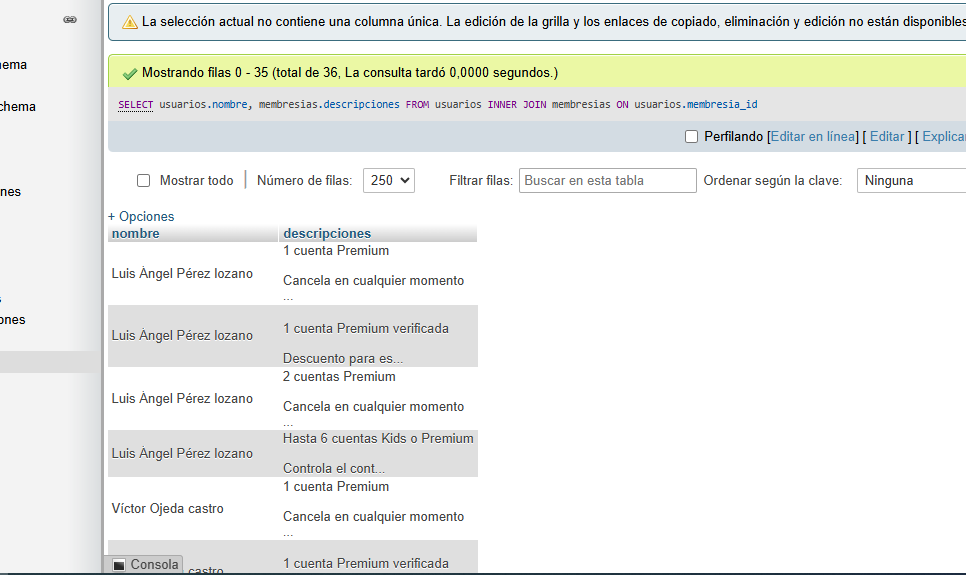 La selección actual no contiene una columna única. La edición de la grilla y los enlaces de copiado, eliminación y edición no están disponibles
Mostrando filas 0 - 35 (total de 36, La consulta tardó 0,0000 segundos.)
SELECT usuarios.nombre, membresias.descripciones FROM usuarios INNER JOIN membresias ON usuarios.membresia_id
Perfilando [Editar en línea] [ Editar ] [ Explica
Mostrar todo Número de filas: 250 Filtrar filas: Buscar en esta tabla Ordenar según la clave: Ninguna
+ Opciones
nombre descripciones
Luis Àngel Pérez lozano 1 cuenta Premium
Cancela en cualquier momento
...
Luis Àngel Pérez lozano 1 cuenta Premium verificada
Descuento para es...
Luis Àngel Pérez lozano 2 cuentas Premium
Cancela en cualquier momento
...
Luis Àngel Pérez lozano Hasta 6 cuentas Kids o Premium
Controla el cont...
Víctor Ojeda castro 1 cuenta Premium
Cancela en cualquier momento
...
castro 1 cuenta Premium verificada
Consola
ema
chema
nes
ones